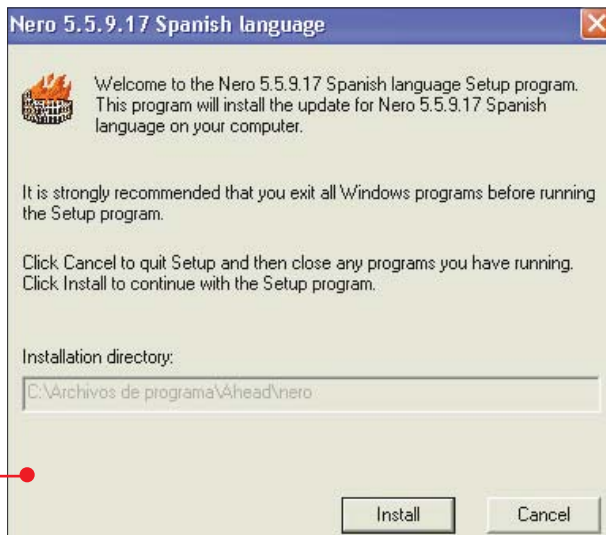 Nero 5.5.9.17 Spanish language
Welcome to the Nero 5.5.9.17 Spanish language Setup program.
This program will install the update for Nero 5.5.9.17 Spanish
language on your computer.
It is strongly recommended that you exit all Windows programs before running
the Setup program.
Click Cancel to quit Setup and then close any programs you have running.
Click Install to continue with the Setup program.
Installation directory:
C:\Archivos de programa\Ahead\nero
Install
Cancel